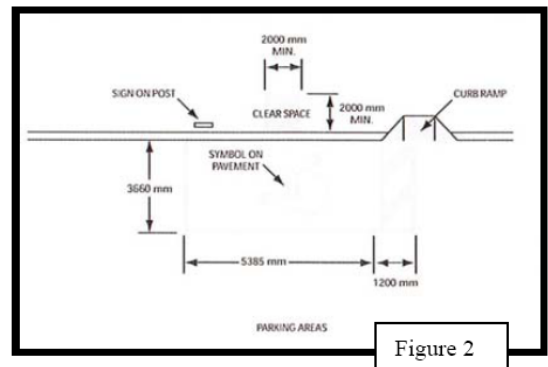 2000 mm
MIN.
SIGN ON POST
CURB RAMP
CLEAR SPACE
2000 mm
MIN.
SYMBOL ON
PAVEMENT
3660 mm
5385 mm
1200 mm
PARKING AREAS
Figure 2